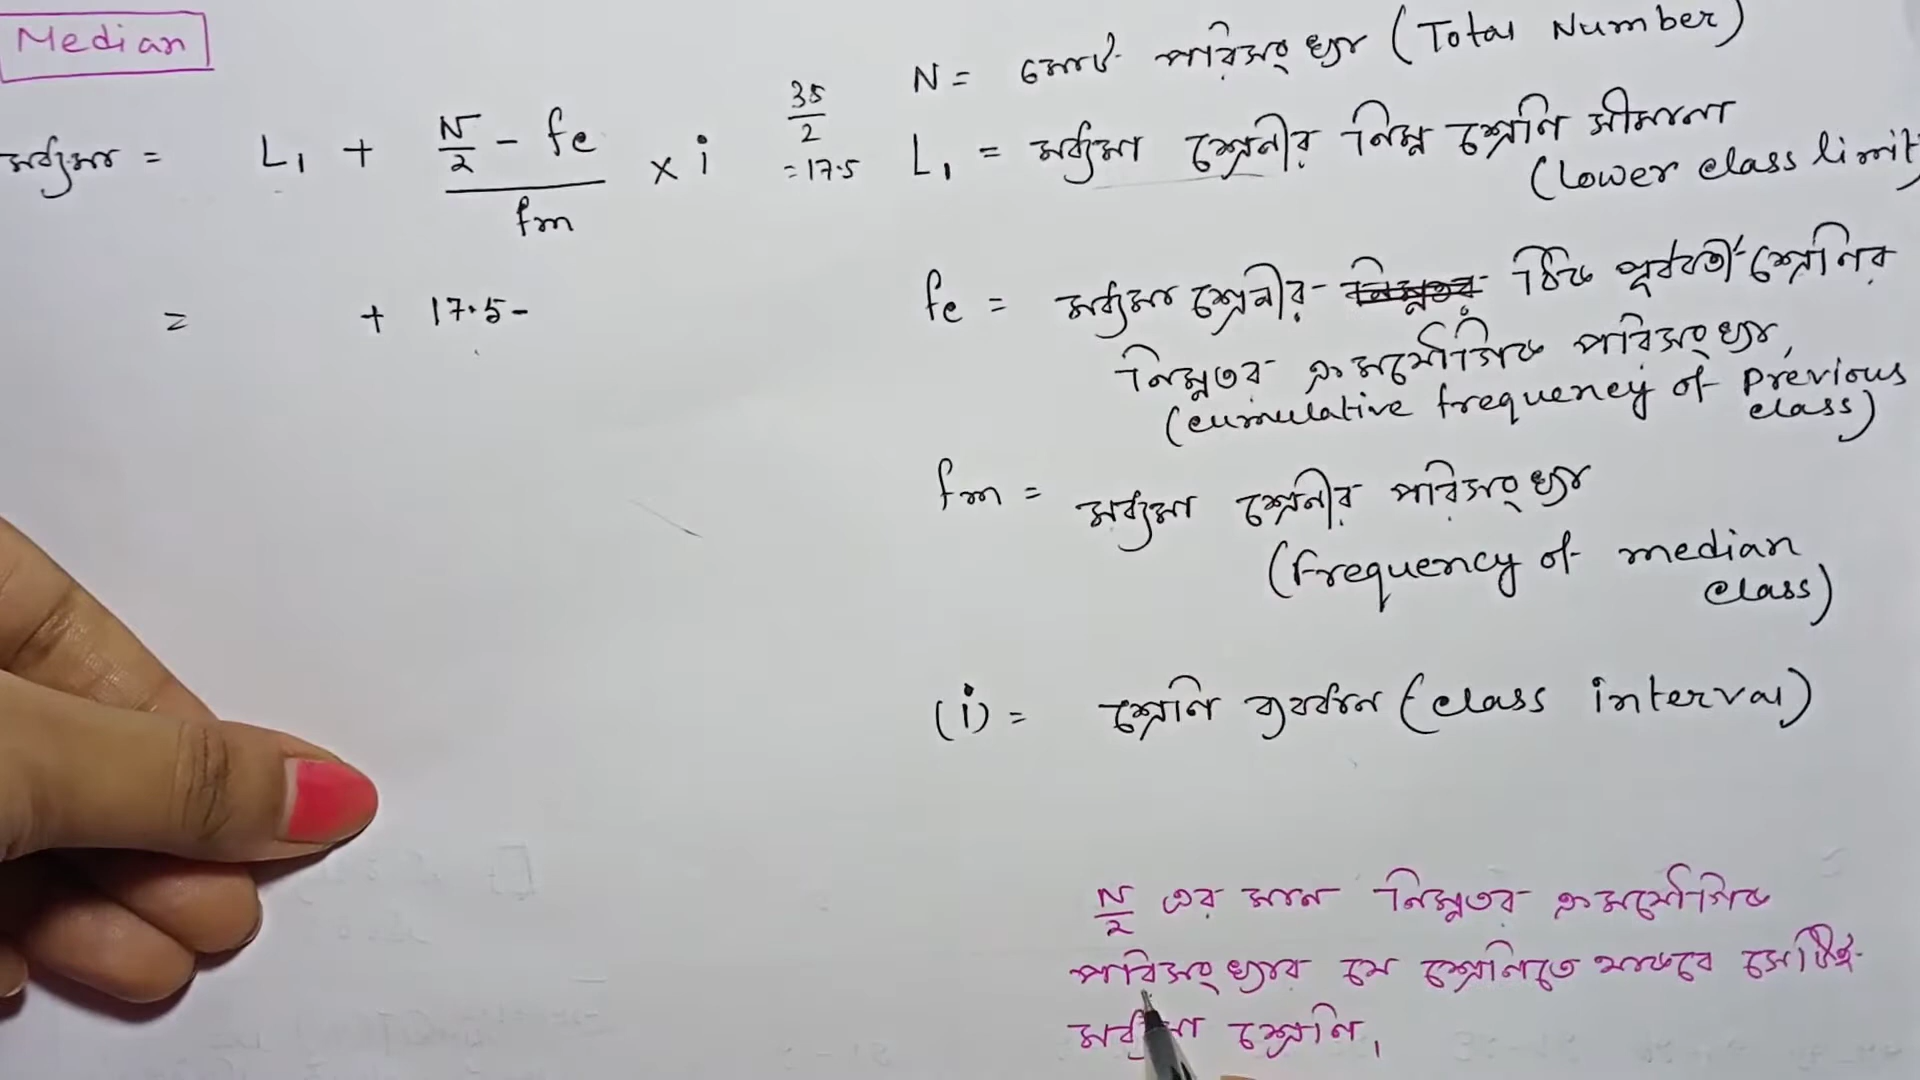 Median
মধ্যমা = L₁ + (N/2 - fc)/fm × i
35/2
= 17.5
= + 17.5 -
N = মোট পরিসংখ্যা (Total Number)
L₁ = মধ্যমা শ্রেনীর নিম্ন শ্রেনি সীমানা
(Lower class limit
fc = মধ্যমা শ্রেনীর ঠিক পূর্ববর্তী শ্রেনির
নিম্নতর ক্রমযৌগিক পরিসংখ্যা,
(cumulative frequency of previous
class)
fm = মধ্যমা শ্রেনীর পরিসংখ্যা
(frequency of median
class)
(i) = শ্রেনি ব্যবধান (class interval)
N/2 এর মান নিম্নতর ক্রমযৌগিক
পরিসংখ্যার যে শ্রেনিতে থাকবে সেটিই
মধ্যমা শ্রেনি,